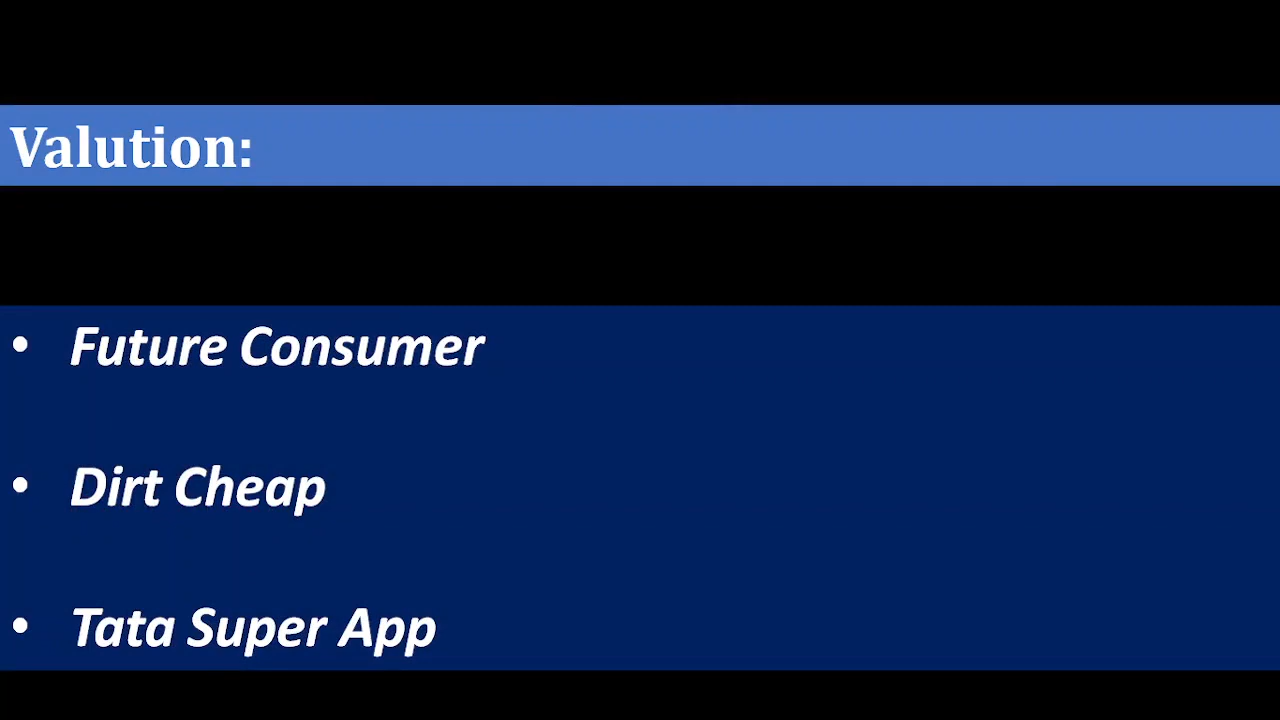 Valution:
• Future Consumer
• Dirt Cheap
• Tata Super App